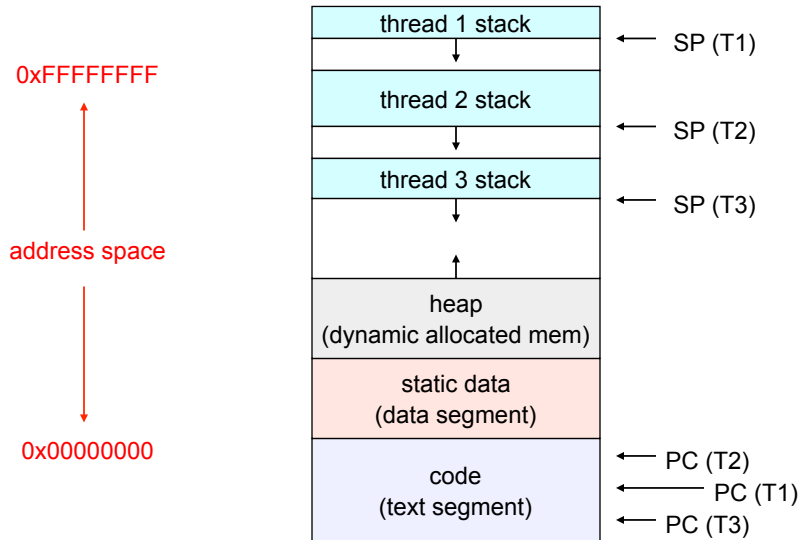 thread 1 stack
SP (T1)
0xFFFFFFFF
thread 2 stack
SP (T2)
thread 3 stack
SP (T3)
address space
heap
(dynamic allocated mem)
static data
(data segment)
0x00000000
PC (T2)
code
PC (T1)
(text segment)
PC (T3)